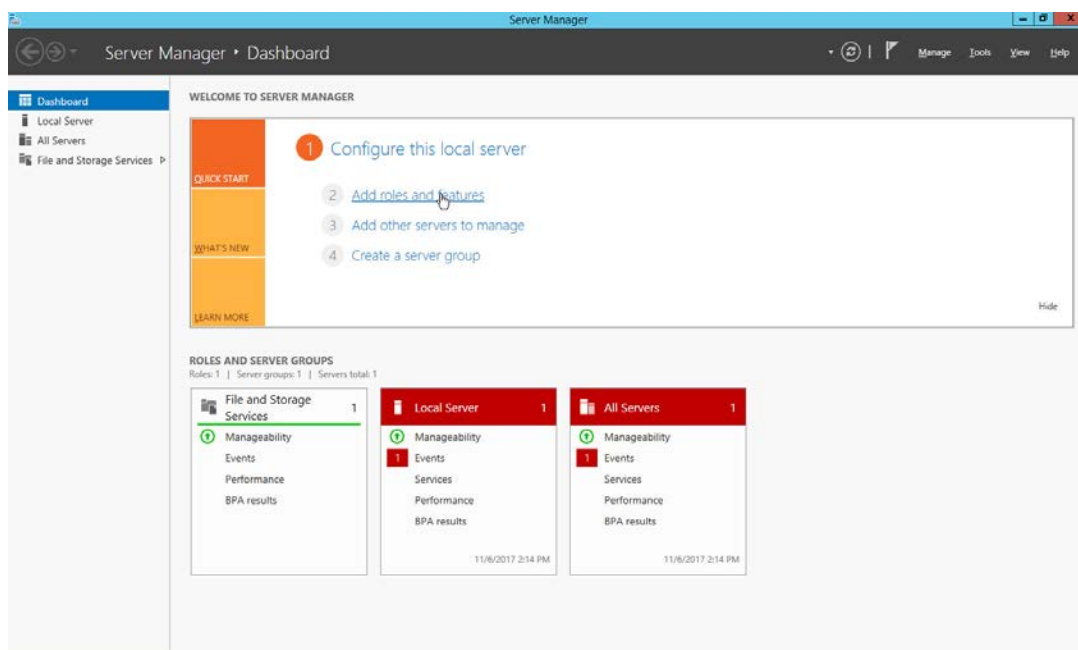 Server Manager
Server Manager • Dashboard
Manage Tools View Help
Dashboard
Local Server
All Servers
File and Storage Services
WELCOME TO SERVER MANAGER
QUICK START
WHAT'S NEW
LEARN MORE
1 Configure this local server
2 Add roles and features
3 Add other servers to manage
4 Create a server group
Hide
ROLES AND SERVER GROUPS
Roles: 1 | Server groups: 1 | Servers total: 1
File and Storage
Services 1
Manageability
Events
Performance
BPA results
Local Server 1
Manageability
1 Events
Services
Performance
BPA results
11/6/2017 2:14 PM
All Servers 1
Manageability
1 Events
Services
Performance
BPA results
11/6/2017 2:14 PM